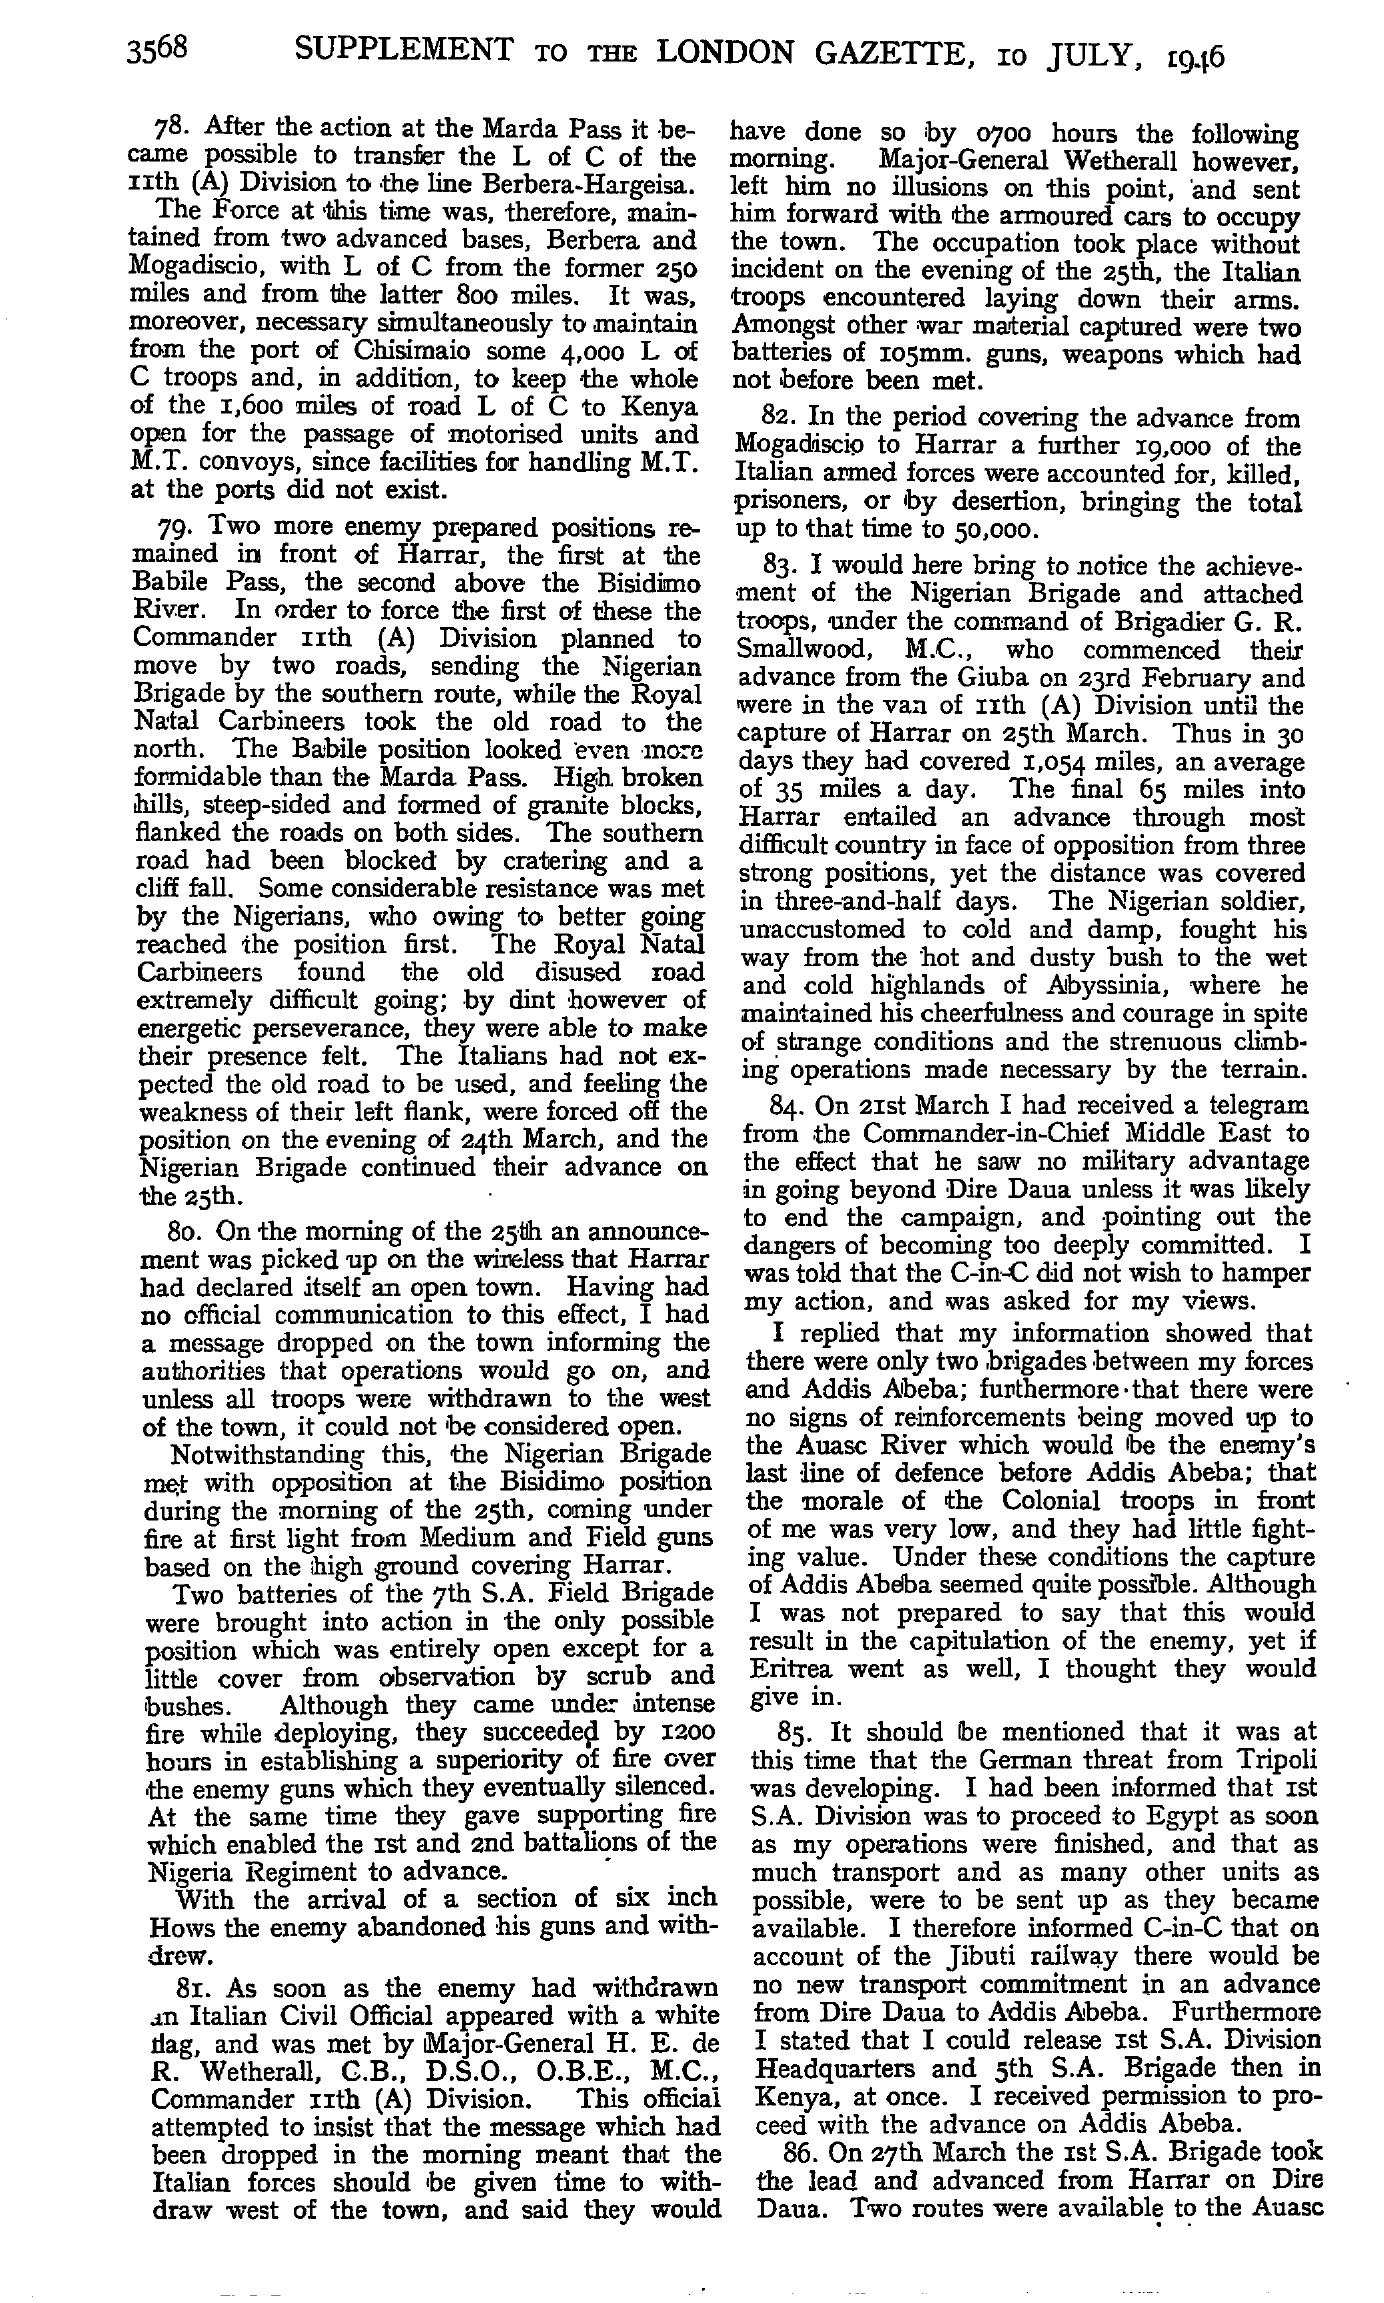 3568 SUPPLEMENT TO THE LONDON GAZETTE, 10 JULY, 1946
78. After the action at the Marda Pass it be-
came possible to transfer the L of C of the
11th (A) Division to the line Berbera-Hargeisa.
The Force at this time was, therefore, main-
tained from two advanced bases, Berbera and
Mogadiscio, with L of C from the former 250
miles and from the latter 800 miles. It was,
moreover, necessary simultaneously to maintain
from the port of Chisimaio some 4,000 L of
C troops and, in addition, to keep the whole
of the 1,600 miles of road L of C to Kenya
open for the passage of motorised units and
M.T. convoys, since facilities for handling M.T.
at the ports did not exist.
79. Two more enemy prepared positions re-
mained in front of Harrar, the first at the
Babile Pass, the second above the Bisidimo
River. In order to force the first of these the
Commander 11th (A) Division planned to
move by two roads, sending the Nigerian
Brigade by the southern route, while the Royal
Natal Carbineers took the old road to the
north. The Babile position looked even more
formidable than the Marda Pass. High broken
hills, steep-sided and formed of granite blocks,
flanked the roads on both sides. The southern
road had been blocked by cratering and a
cliff fall. Some considerable resistance was met
by the Nigerians, who owing to better going
reached the position first. The Royal Natal
Carbineers found the old disused road
extremely difficult going; by dint however of
energetic perseverance, they were able to make
their presence felt. The Italians had not ex-
pected the old road to be used, and feeling the
weakness of their left flank, were forced off the
position on the evening of 24th March, and the
Nigerian Brigade continued their advance on
the 25th.
80. On the morning of the 25th an announce-
ment was picked up on the wireless that Harrar
had declared itself an open town. Having had
no official communication to this effect, I had
a message dropped on the town informing the
authorities that operations would go on, and
unless all troops were withdrawn to the west
of the town, it could not be considered open.
Notwithstanding this, the Nigerian Brigade
met with opposition at the Bisidimo position
during the morning of the 25th, coming under
fire at first light from Medium and Field guns
based on the high ground covering Harrar.
Two batteries of the 7th S.A. Field Brigade
were brought into action in the only possible
position which was entirely open except for a
little cover from observation by scrub and
bushes. Although they came under intense
fire while deploying, they succeeded by 1200
hours in establishing a superiority of fire over
the enemy guns which they eventually silenced.
At the same time they gave supporting fire
which enabled the 1st and 2nd battalions of the
Nigeria Regiment to advance.
With the arrival of a section of six inch
Hows the enemy abandoned his guns and with-
drew.
81. As soon as the enemy had withdrawn
an Italian Civil Official appeared with a white
flag, and was met by Major-General H. E. de
R. Wetherall, C.B., D.S.O., O.B.E., M.C.,
Commander 11th (A) Division. This official
attempted to insist that the message which had
been dropped in the morning meant that the
Italian forces should be given time to with-
draw west of the town, and said they would
have done so by 0700 hours the following
morning. Major-General Wetherall however,
left him no illusions on this point, and sent
him forward with the armoured cars to occupy
the town. The occupation took place without
incident on the evening of the 25th, the Italian
troops encountered laying down their arms.
Amongst other war material captured were two
batteries of 105mm. guns, weapons which had
not before been met.
82. In the period covering the advance from
Mogadiscio to Harrar a further 19,000 of the
Italian armed forces were accounted for, killed,
prisoners, or by desertion, bringing the total
up to that time to 50,000.
83. I would here bring to notice the achieve-
ment of the Nigerian Brigade and attached
troops, under the command of Brigadier G. R.
Smallwood, M.C., who commenced their
advance from the Giuba on 23rd February and
were in the van of 11th (A) Division until the
capture of Harrar on 25th March. Thus in 30
days they had covered 1,054 miles, an average
of 35 miles a day. The final 65 miles into
Harrar entailed an advance through most
difficult country in face of opposition from three
strong positions, yet the distance was covered
in three-and-half days. The Nigerian soldier,
unaccustomed to cold and damp, fought his
way from the hot and dusty bush to the wet
and cold highlands of Abyssinia, where he
maintained his cheerfulness and courage in spite
of strange conditions and the strenuous climb-
ing operations made necessary by the terrain.
84. On 21st March I had received a telegram
from the Commander-in-Chief Middle East to
the effect that he saw no military advantage
in going beyond Dire Daua unless it was likely
to end the campaign, and pointing out the
dangers of becoming too deeply committed. I
was told that the C-in-C did not wish to hamper
my action, and was asked for my views.
I replied that my information showed that
there were only two brigades between my forces
and Addis Abeba; furthermore that there were
no signs of reinforcements being moved up to
the Auasc River which would be the enemy's
last line of defence before Addis Abeba; that
the morale of the Colonial troops in front
of me was very low, and they had little fight-
ing value. Under these conditions the capture
of Addis Abeba seemed quite possible. Although
I was not prepared to say that this would
result in the capitulation of the enemy, yet if
Eritrea went as well, I thought they would
give in.
85. It should be mentioned that it was at
this time that the German threat from Tripoli
was developing. I had been informed that 1st
S.A. Division was to proceed to Egypt as soon
as my operations were finished, and that as
much transport and as many other units as
possible, were to be sent up as they became
available. I therefore informed C-in-C that on
account of the Jibuti railway there would be
no new transport commitment in an advance
from Dire Daua to Addis Abeba. Furthermore
I stated that I could release 1st S.A. Division
Headquarters and 5th S.A. Brigade then in
Kenya, at once. I received permission to pro-
ceed with the advance on Addis Abeba.
86. On 27th March the 1st S.A. Brigade took
the lead and advanced from Harrar on Dire
Daua. Two routes were available to the Auasc